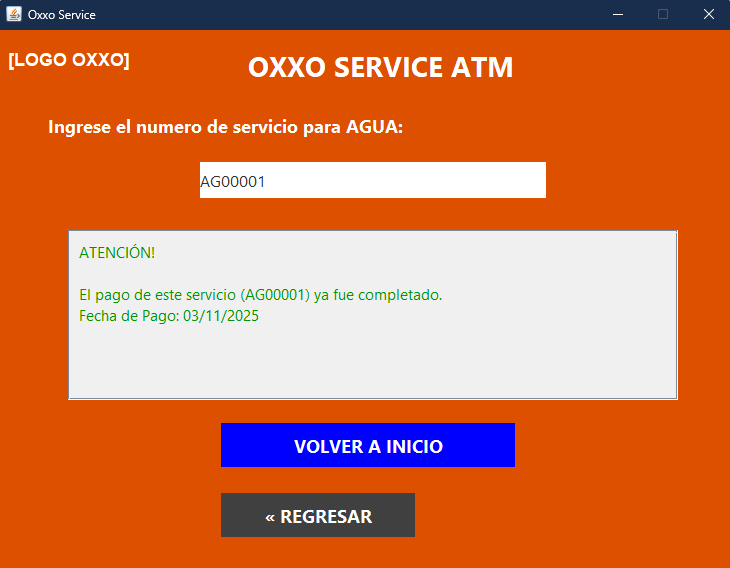 Oxxo Service
[LOGO OXXO]
OXXO SERVICE ATM
Ingrese el numero de servicio para AGUA:
AG00001
ATENCIÓN!
El pago de este servicio (AG00001) ya fue completado.
Fecha de Pago: 03/11/2025
VOLVER A INICIO
« REGRESAR